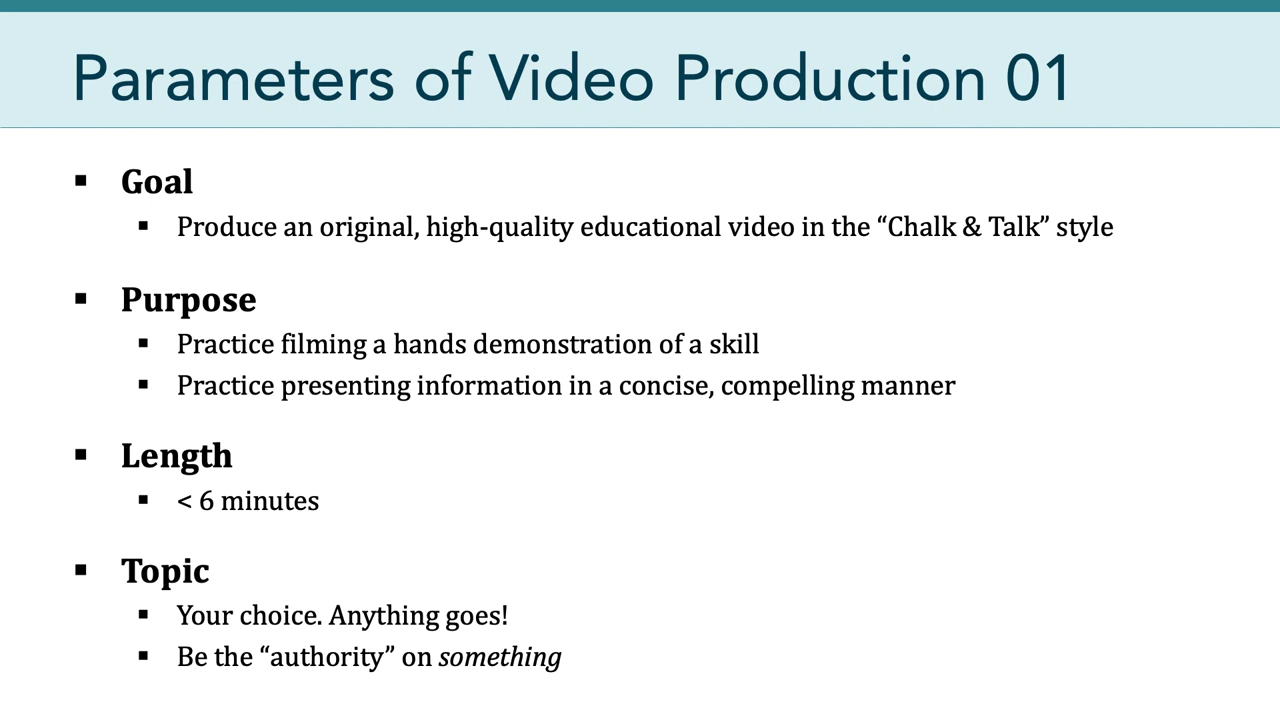 Parameters of Video Production 01
▪ Goal
▪ Produce an original, high-quality educational video in the “Chalk & Talk” style
▪ Purpose
▪ Practice filming a hands demonstration of a skill
▪ Practice presenting information in a concise, compelling manner
▪ Length
▪ < 6 minutes
▪ Topic
▪ Your choice. Anything goes!
▪ Be the “authority” on something